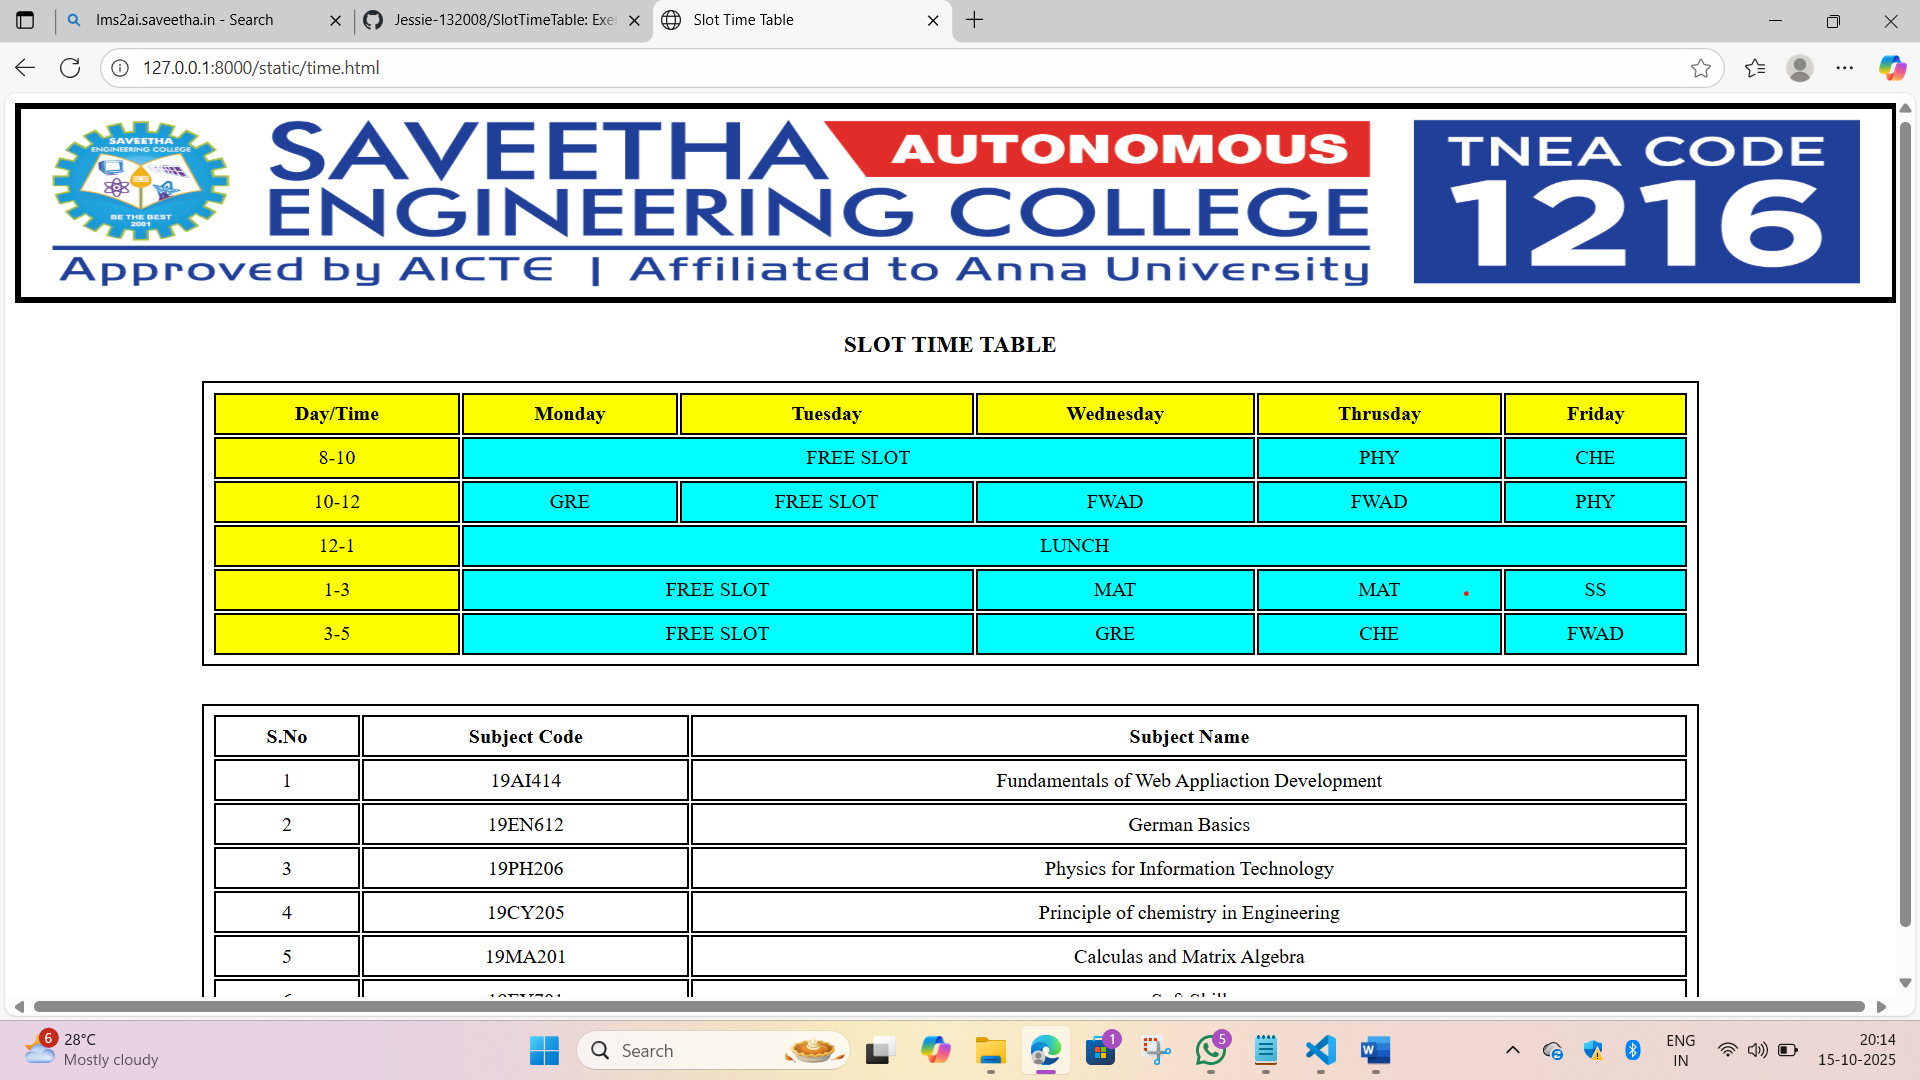 lms2ai.saveetha.in - Search
Jessie-132008/SlotTimeTable: Exe
Slot Time Table
127.0.0.1:8000/static/time.html
SAVEETHA
ENGINEERING COLLEGE
BE THE BEST
2001
SAVEETHA AUTONOMOUS
ENGINEERING COLLEGE
Approved by AICTE | Affiliated to Anna University
TNEA CODE
1216
SLOT TIME TABLE
Day/Time Monday Tuesday Wednesday Thrusday Friday
8-10 FREE SLOT PHY CHE
10-12 GRE FREE SLOT FWAD FWAD PHY
12-1 LUNCH
1-3 FREE SLOT MAT MAT SS
3-5 FREE SLOT GRE CHE FWAD
S.No Subject Code Subject Name
1 19AI414 Fundamentals of Web Appliaction Development
2 19EN612 German Basics
3 19PH206 Physics for Information Technology
4 19CY205 Principle of chemistry in Engineering
5 19MA201 Calculas and Matrix Algebra
6
28°C
Mostly cloudy
Search
1
5
ENG
IN
20:14
15-10-2025